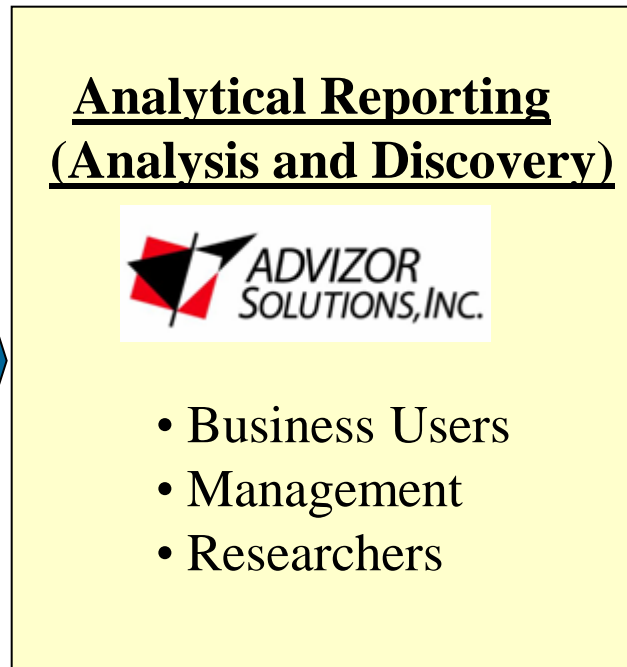 Analytical Reporting
(Analysis and Discovery)
ADVIZOR
SOLUTIONS, INC.
• Business Users
• Management
• Researchers